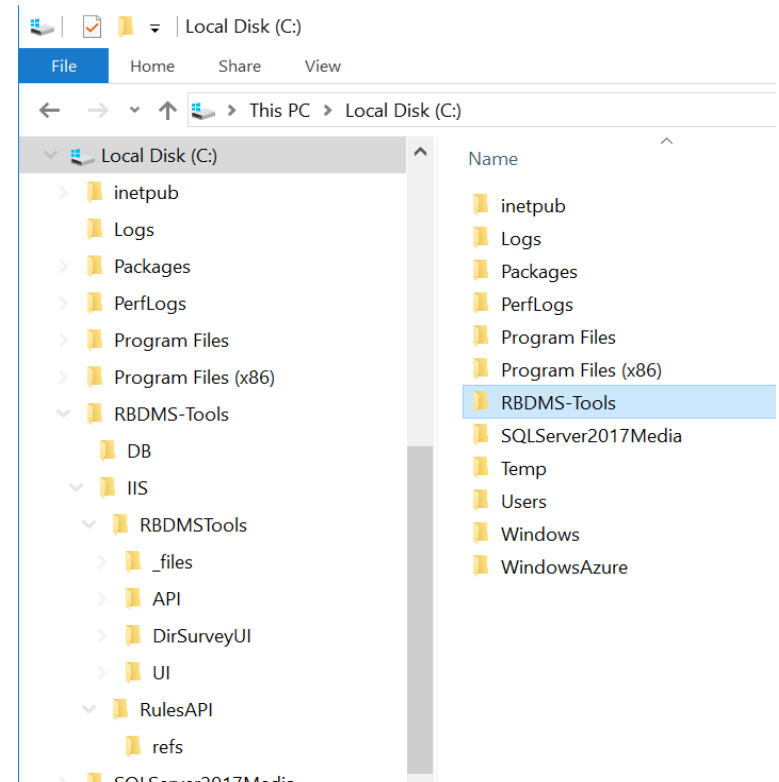 Local Disk (C:)
File Home Share View
This PC > Local Disk (C:)
Local Disk (C:)
inetpub
Logs
Packages
PerfLogs
Program Files
Program Files (x86)
RBDMS-Tools
DB
IIS
RBDMSTools
_files
API
DirSurveyUI
UI
RulesAPI
refs
SQLServer2017Media
Name
inetpub
Logs
Packages
PerfLogs
Program Files
Program Files (x86)
RBDMS-Tools
SQLServer2017Media
Temp
Users
Windows
WindowsAzure